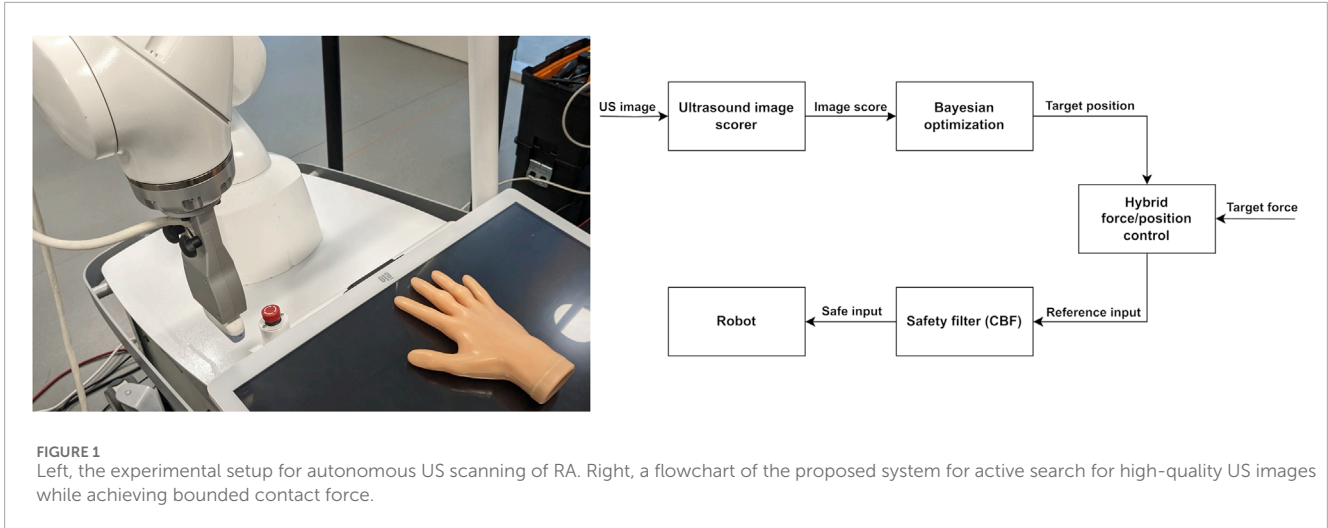 US image
Ultrasound image
scorer
Image score
Bayesian
optimization
Target position
Hybrid
force/position
control
Target force
Robot
Safe input
Safety filter (CBF)
Reference input
FIGURE 1
Left, the experimental setup for autonomous US scanning of RA. Right, a flowchart of the proposed system for active search for high-quality US images
while achieving bounded contact force.